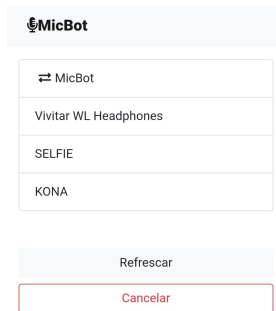 MicBot
MicBot
Vivitar WL Headphones
SELFIE
KONA
Refrescar
Cancelar